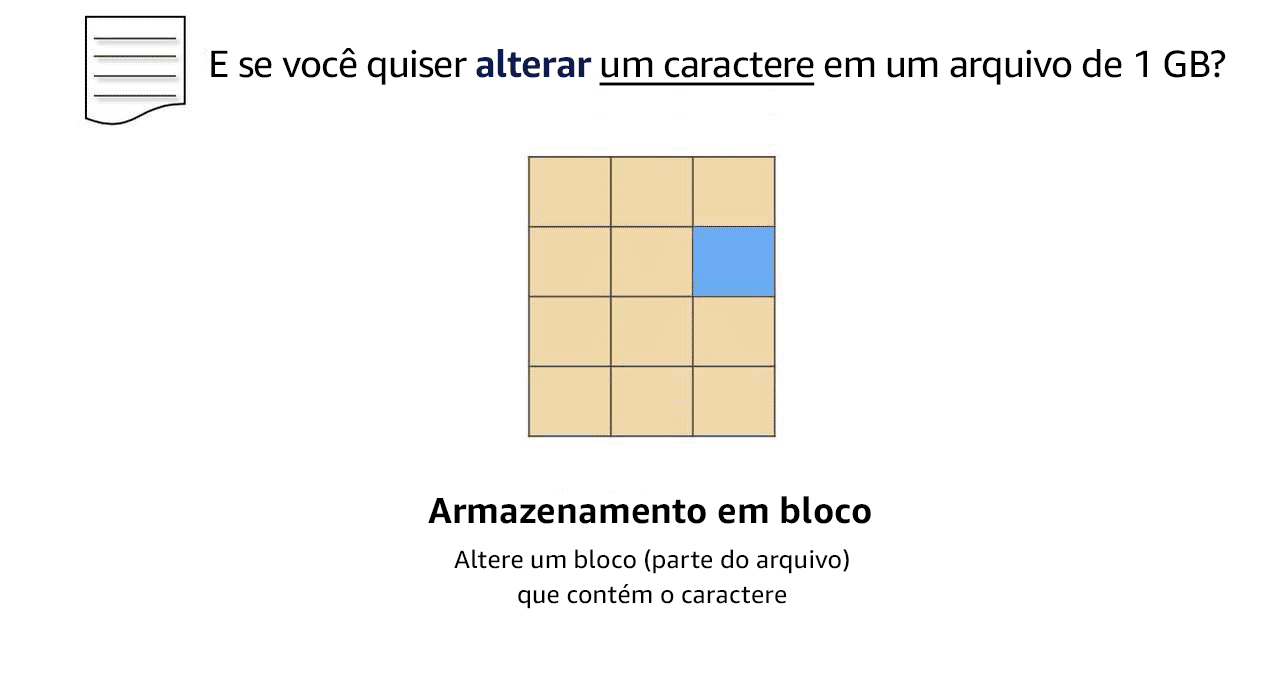 E se você quiser alterar um caractere em um arquivo de 1 GB?
Armazenamento em bloco
Altere um bloco (parte do arquivo)
que contém o caractere